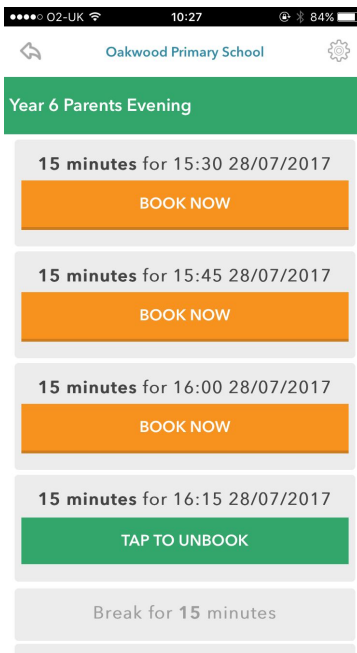 O2-UK 10:27 84%
Oakwood Primary School
Year 6 Parents Evening
15 minutes for 15:30 28/07/2017
BOOK NOW
15 minutes for 15:45 28/07/2017
BOOK NOW
15 minutes for 16:00 28/07/2017
BOOK NOW
15 minutes for 16:15 28/07/2017
TAP TO UNBOOK
Break for 15 minutes